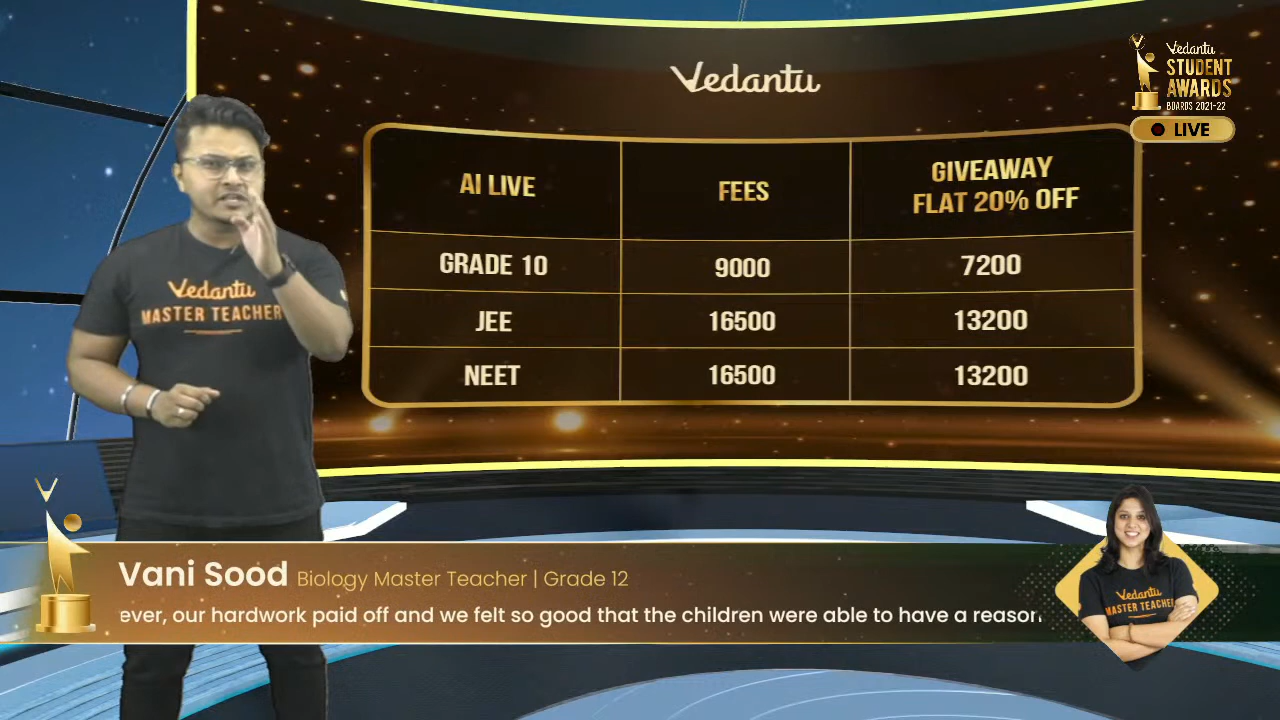 Vedantu
Vedantu
STUDENT
AWARDS
BOARDS 2021-22
LIVE
AI LIVE FEES GIVEAWAY
FLAT 20% OFF
GRADE 10 9000 7200
JEE 16500 13200
NEET 16500 13200
Vedantu
MASTER TEACHER
Vani Sood Biology Master Teacher | Grade 12
ever, our hardwork paid off and we felt so good that the children were able to have a reason
Vedantu
MASTER TEACHER